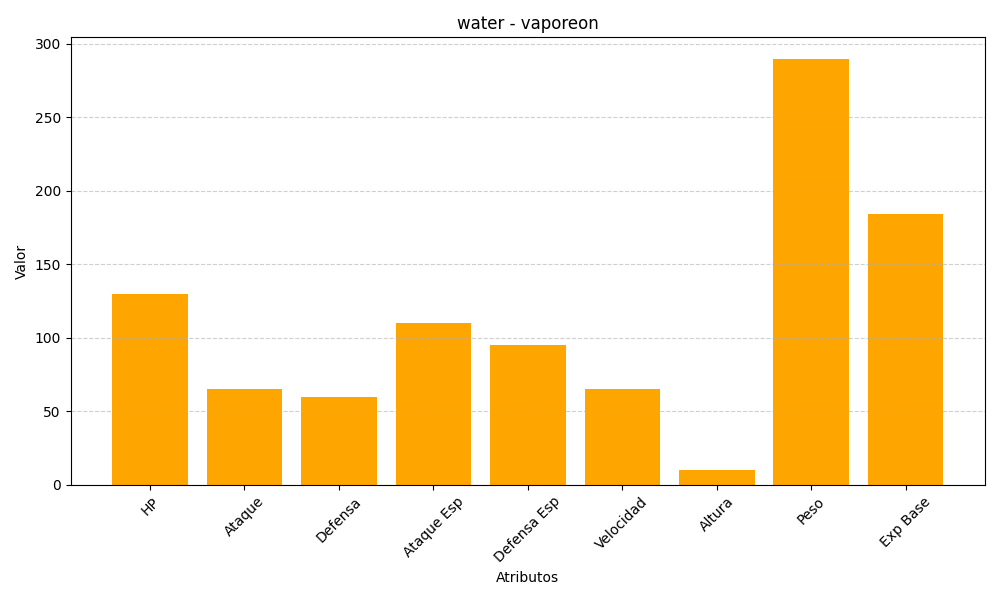 water - vaporeon
Valor
300
250
200
150
100
50
0
HP
Ataque
Defensa
Ataque Esp
Defensa Esp
Velocidad
Altura
Peso
Exp Base
Atributos